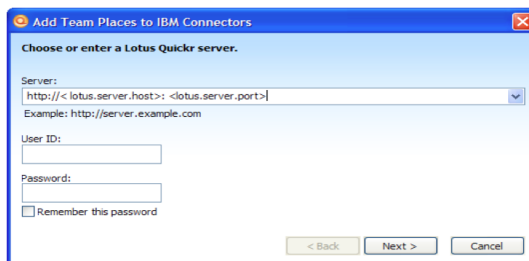 Add Team Places to IBM Connectors
Choose or enter a Lotus Quickr server.
Server:
http://< lotus.server.host>: <lotus.server.port>
Example: http://server.example.com
User ID:
Password:
Remember this password
< Back Next > Cancel